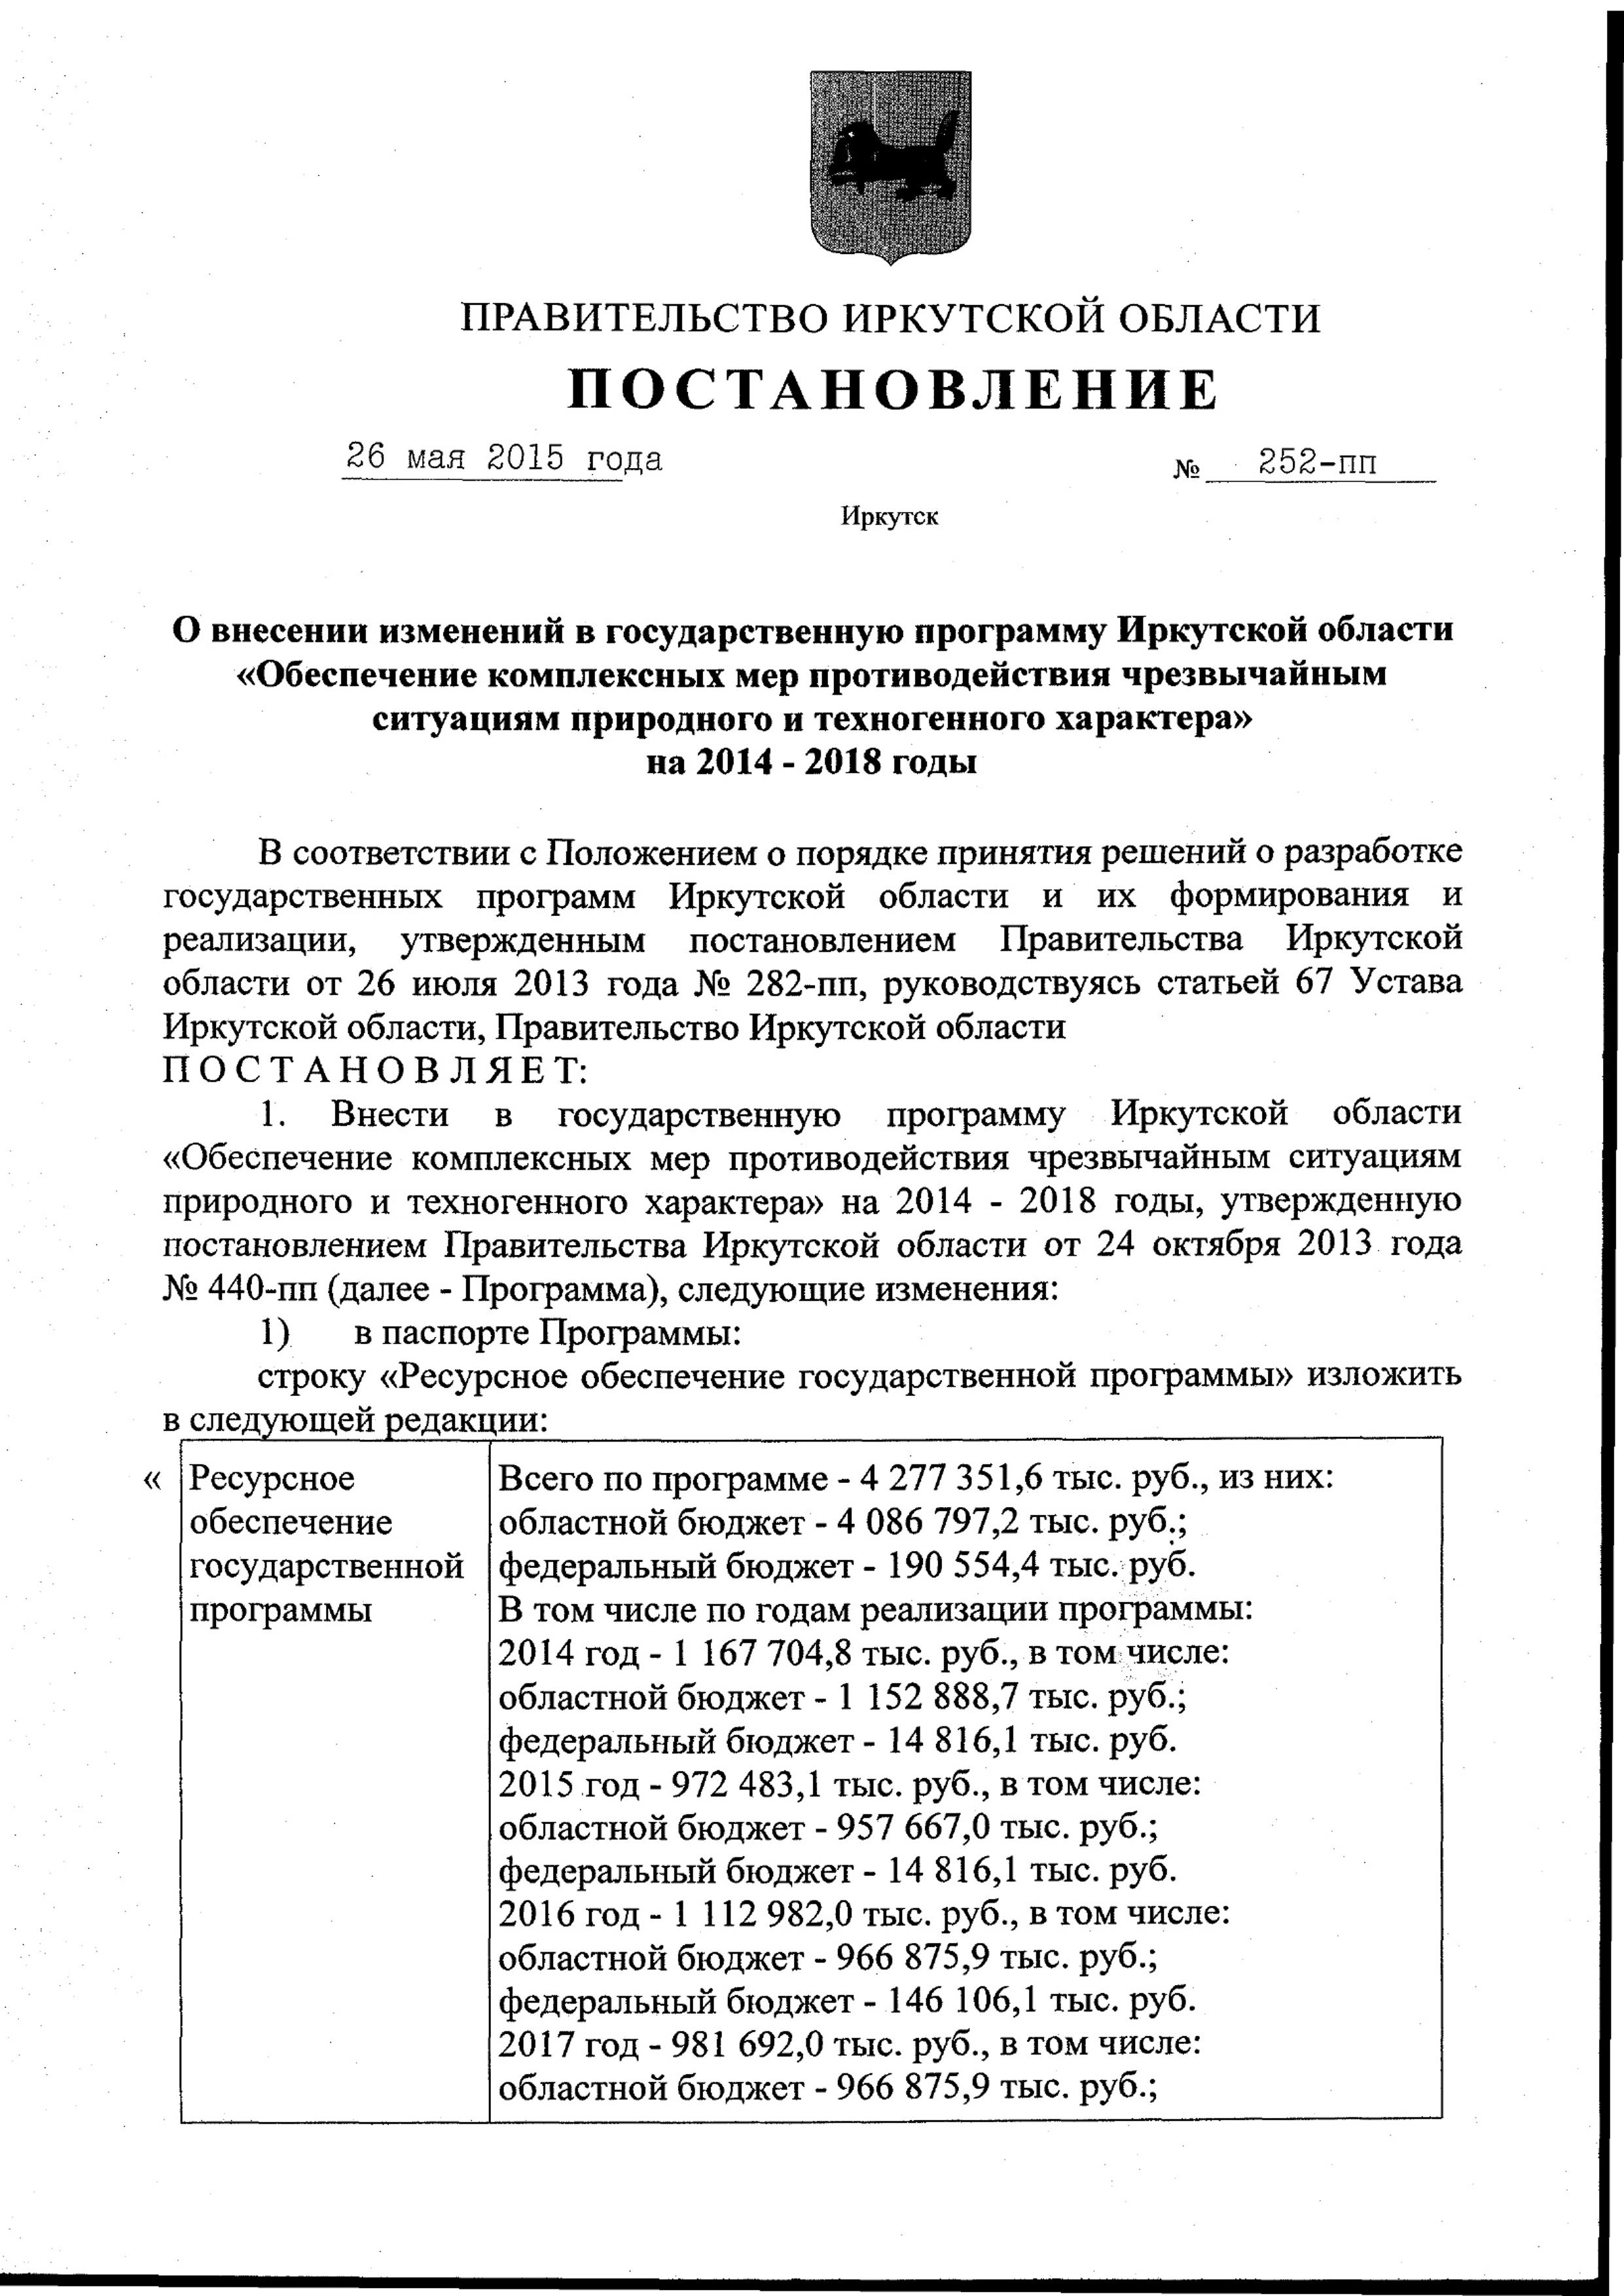 ПРАВИТЕЛЬСТВО ИРКУТСКОЙ ОБЛАСТИ
ПОСТАНОВЛЕНИЕ
26 мая 2015 года
№ 252-пп
Иркутск
О внесении изменений в государственную программу Иркутской области
«Обеспечение комплексных мер противодействия чрезвычайным
ситуациям природного и техногенного характера»
на 2014 - 2018 годы
В соответствии с Положением о порядке принятия решений о разработке
государственных программ Иркутской области и их формирования и
реализации, утвержденным постановлением Правительства Иркутской
области от 26 июля 2013 года № 282-пп, руководствуясь статьей 67 Устава
Иркутской области, Правительство Иркутской области
П О С Т А Н О В Л Я Е Т:
1. Внести в государственную программу Иркутской области
«Обеспечение комплексных мер противодействия чрезвычайным ситуациям
природного и техногенного характера» на 2014 - 2018 годы, утвержденную
постановлением Правительства Иркутской области от 24 октября 2013 года
№ 440-пп (далее - Программа), следующие изменения:
1) в паспорте Программы:
строку «Ресурсное обеспечение государственной программы» изложить
в следующей редакции:
« Ресурсное
обеспечение
государственной
программы
Всего по программе - 4 277 351,6 тыс. руб., из них:
областной бюджет - 4 086 797,2 тыс. руб.;
федеральный бюджет - 190 554,4 тыс. руб.
В том числе по годам реализации программы:
2014 год - 1 167 704,8 тыс. руб., в том числе:
областной бюджет - 1 152 888,7 тыс. руб.;
федеральный бюджет - 14 816,1 тыс. руб.
2015 год - 972 483,1 тыс. руб., в том числе:
областной бюджет - 957 667,0 тыс. руб.;
федеральный бюджет - 14 816,1 тыс. руб.
2016 год - 1 112 982,0 тыс. руб., в том числе:
областной бюджет - 966 875,9 тыс. руб.;
федеральный бюджет - 146 106,1 тыс. руб.
2017 год - 981 692,0 тыс. руб., в том числе:
областной бюджет - 966 875,9 тыс. руб.;